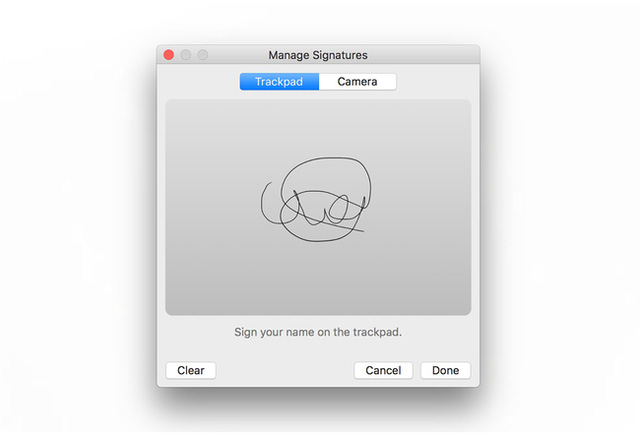 Manage Signatures
Trackpad Camera
Sign your name on the trackpad.
Clear Cancel Done